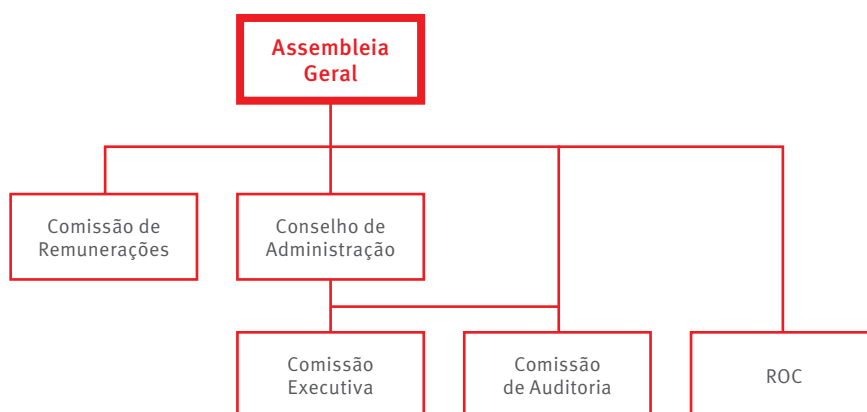 Assembleia
Geral
Comissão de
Remunerações
Conselho de
Administração
Comissão
Executiva
Comissão
de Auditoria
ROC